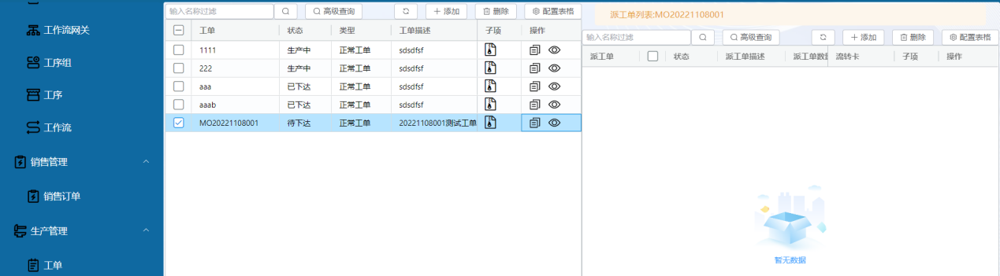 工作流网关
工序组
工序
工作流
销售管理
销售订单
生产管理
工单
输入名称过滤 高级查询 添加 删除 配置表格
工单 状态 类型 工单描述 子项 操作
1111 生产中 正常工单 sdsdfsf
222 生产中 正常工单 sdsdfsf
aaa 已下达 正常工单 sdsdfsf
aaab 已下达 正常工单 sdsdfsf
MO20221108001 待下达 正常工单 20221108001测试工单
派工单列表:MO20221108001
输入名称过滤 高级查询 添加 删除 配置表格
派工单 状态 派工单描述 派工单数 流转卡 子项 操作
暂无数据